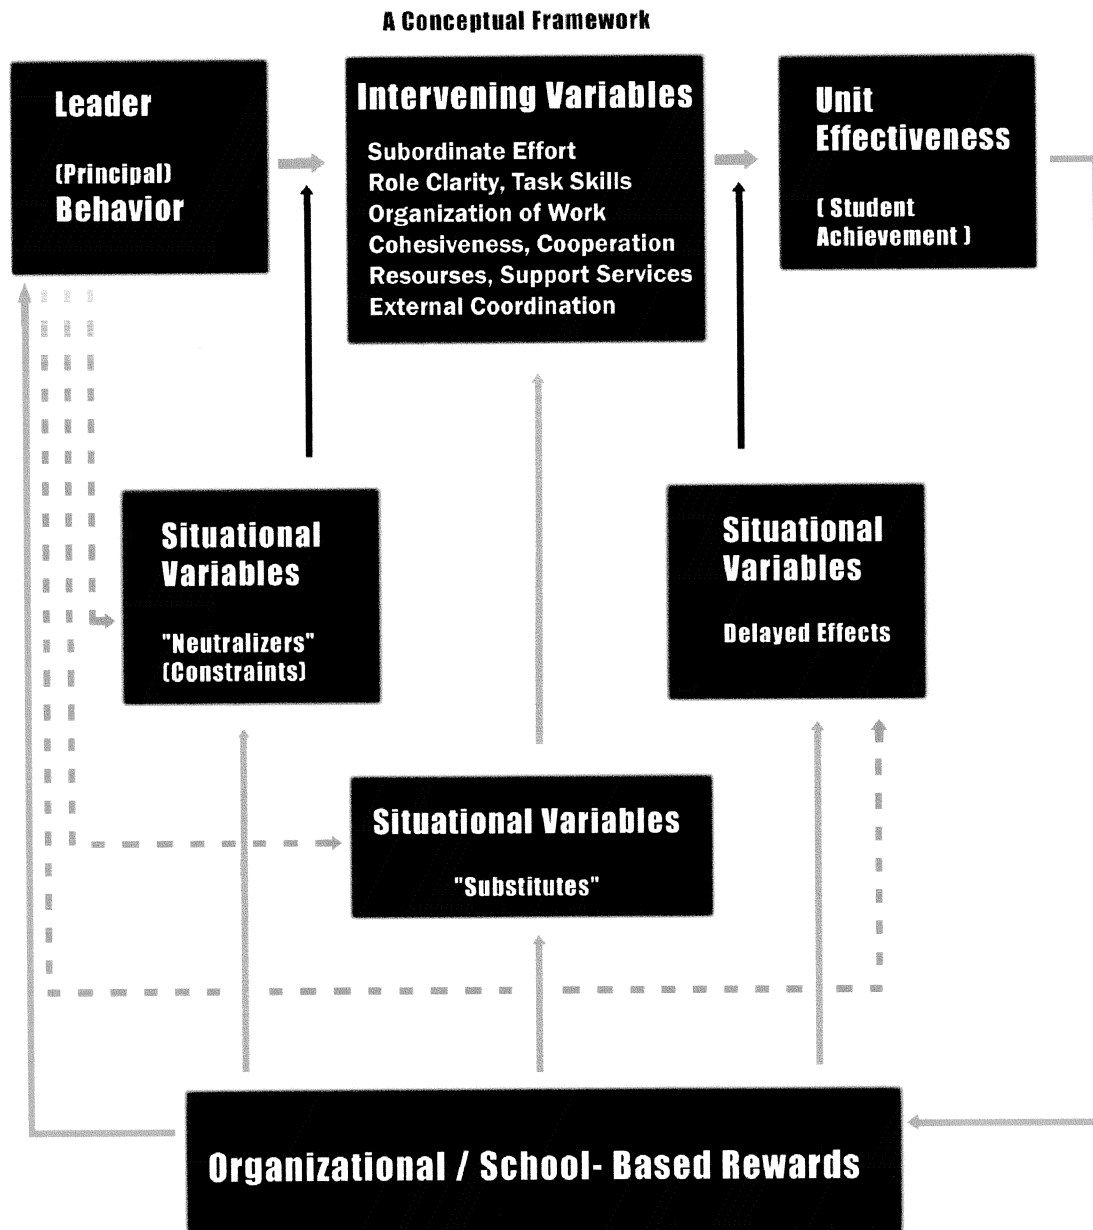 A Conceptual Framework
Leader
(Principal)
Behavior
Intervening Variables
Subordinate Effort
Role Clarity, Task Skills
Organization of Work
Cohesiveness, Cooperation
Resourses, Support Services
External Coordination
Unit
Effectiveness
( Student
Achievement )
Situational
Variables
"Neutralizers"
(Constraints)
Situational
Variables
Delayed Effects
Situational Variables
"Substitutes"
Organizational / School- Based Rewards